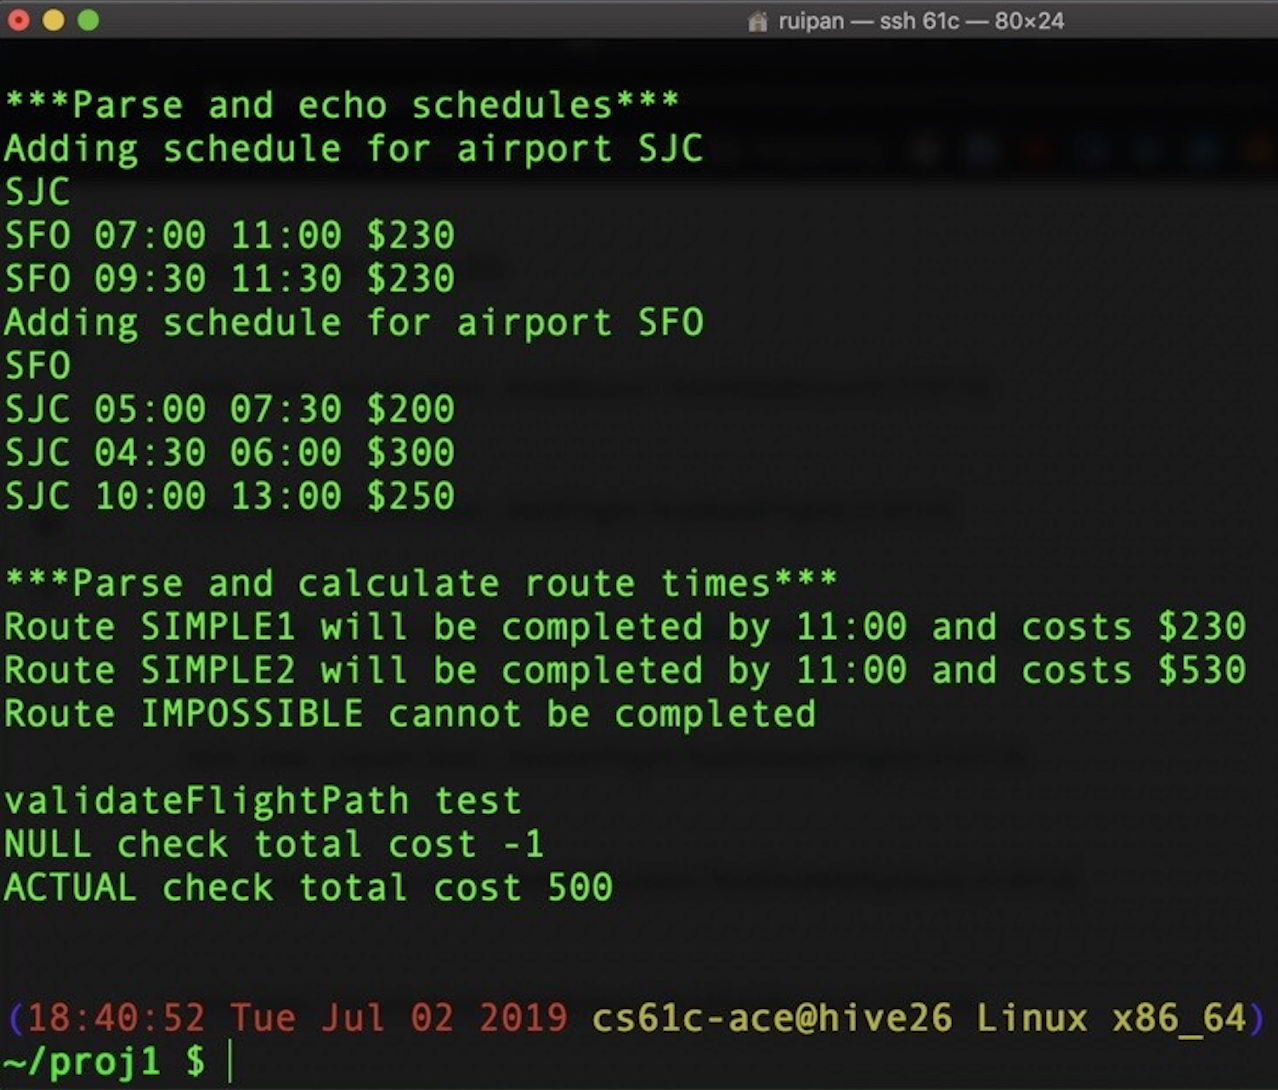 ruipan — ssh 61c — 80×24
***Parse and echo schedules***
Adding schedule for airport SJC
SJC
SFO 07:00 11:00 $230
SFO 09:30 11:30 $230
Adding schedule for airport SFO
SFO
SJC 05:00 07:30 $200
SJC 04:30 06:00 $300
SJC 10:00 13:00 $250
***Parse and calculate route times***
Route SIMPLE1 will be completed by 11:00 and costs $230
Route SIMPLE2 will be completed by 11:00 and costs $530
Route IMPOSSIBLE cannot be completed
validateFlightPath test
NULL check total cost -1
ACTUAL check total cost 500
(18:40:52 Tue Jul 02 2019 cs61c-ace@hive26 Linux x86_64)
~/proj1 $